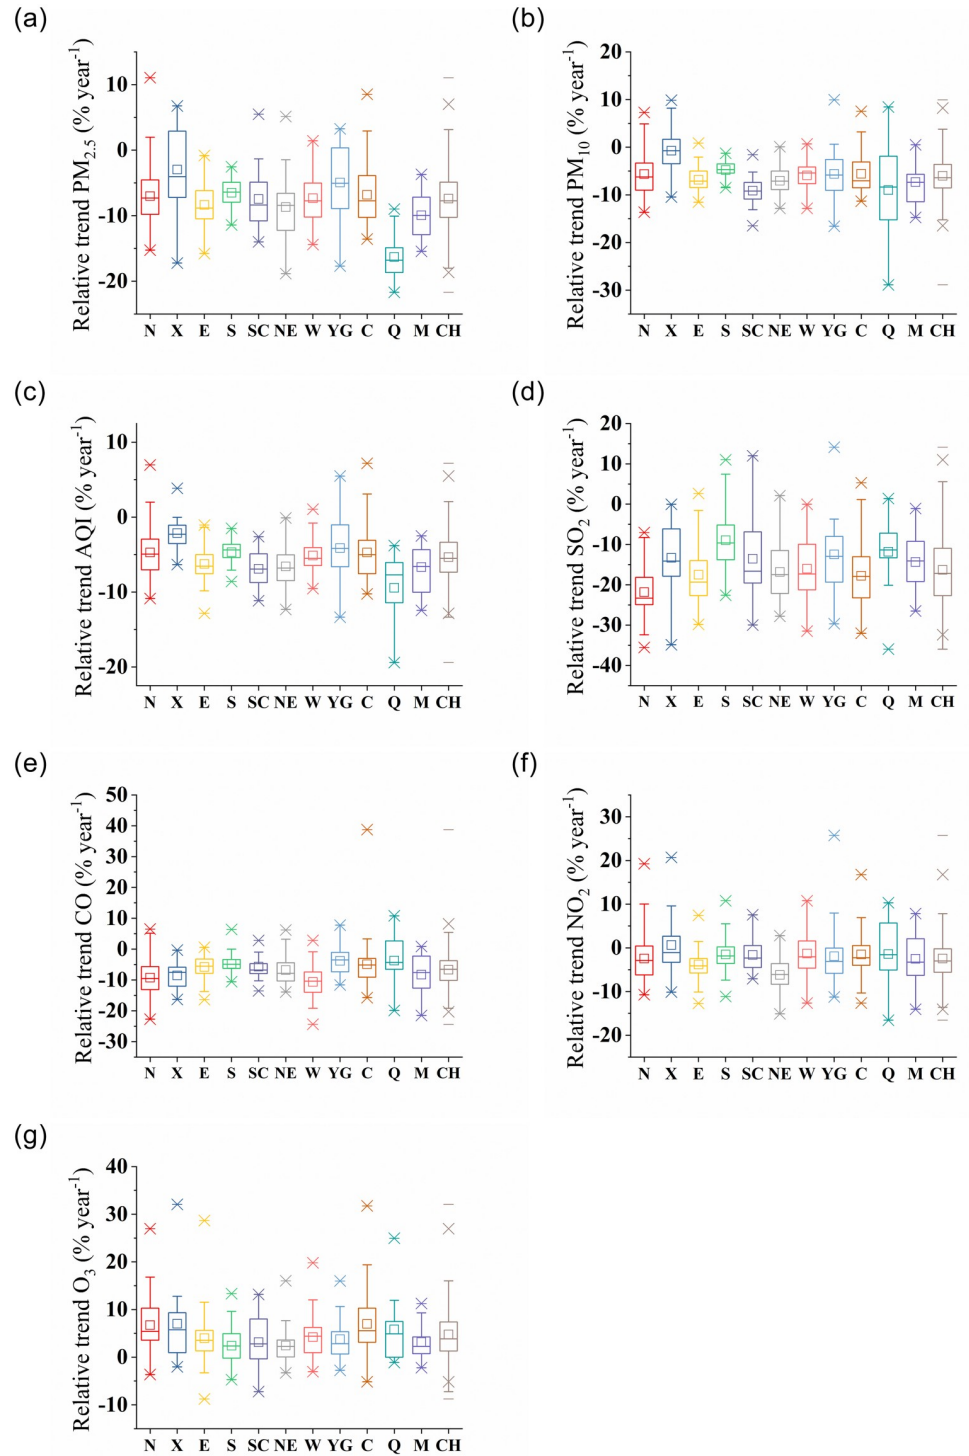 (a)
Relative trend PM2.5 (% year-1)
10
0
-10
-20
N X E S SC NE W YG C Q M CH
(b)
Relative trend PM10 (% year-1)
20
10
0
-10
-20
-30
N X E S SC NE W YG C Q M CH
(c)
Relative trend AQI (% year-1)
10
0
-10
-20
N X E S SC NE W YG C Q M CH
(d)
Relative trend SO2 (% year-1)
20
10
0
-10
-20
-30
-40
N X E S SC NE W YG C Q M CH
(e)
Relative trend CO (% year-1)
50
40
30
20
10
0
-10
-20
-30
N X E S SC NE W YG C Q M CH
(f)
Relative trend NO2 (% year-1)
30
20
10
0
-10
-20
N X E S SC NE W YG C Q M CH
(g)
Relative trend O3 (% year-1)
40
30
20
10
0
-10
N X E S SC NE W YG C Q M CH